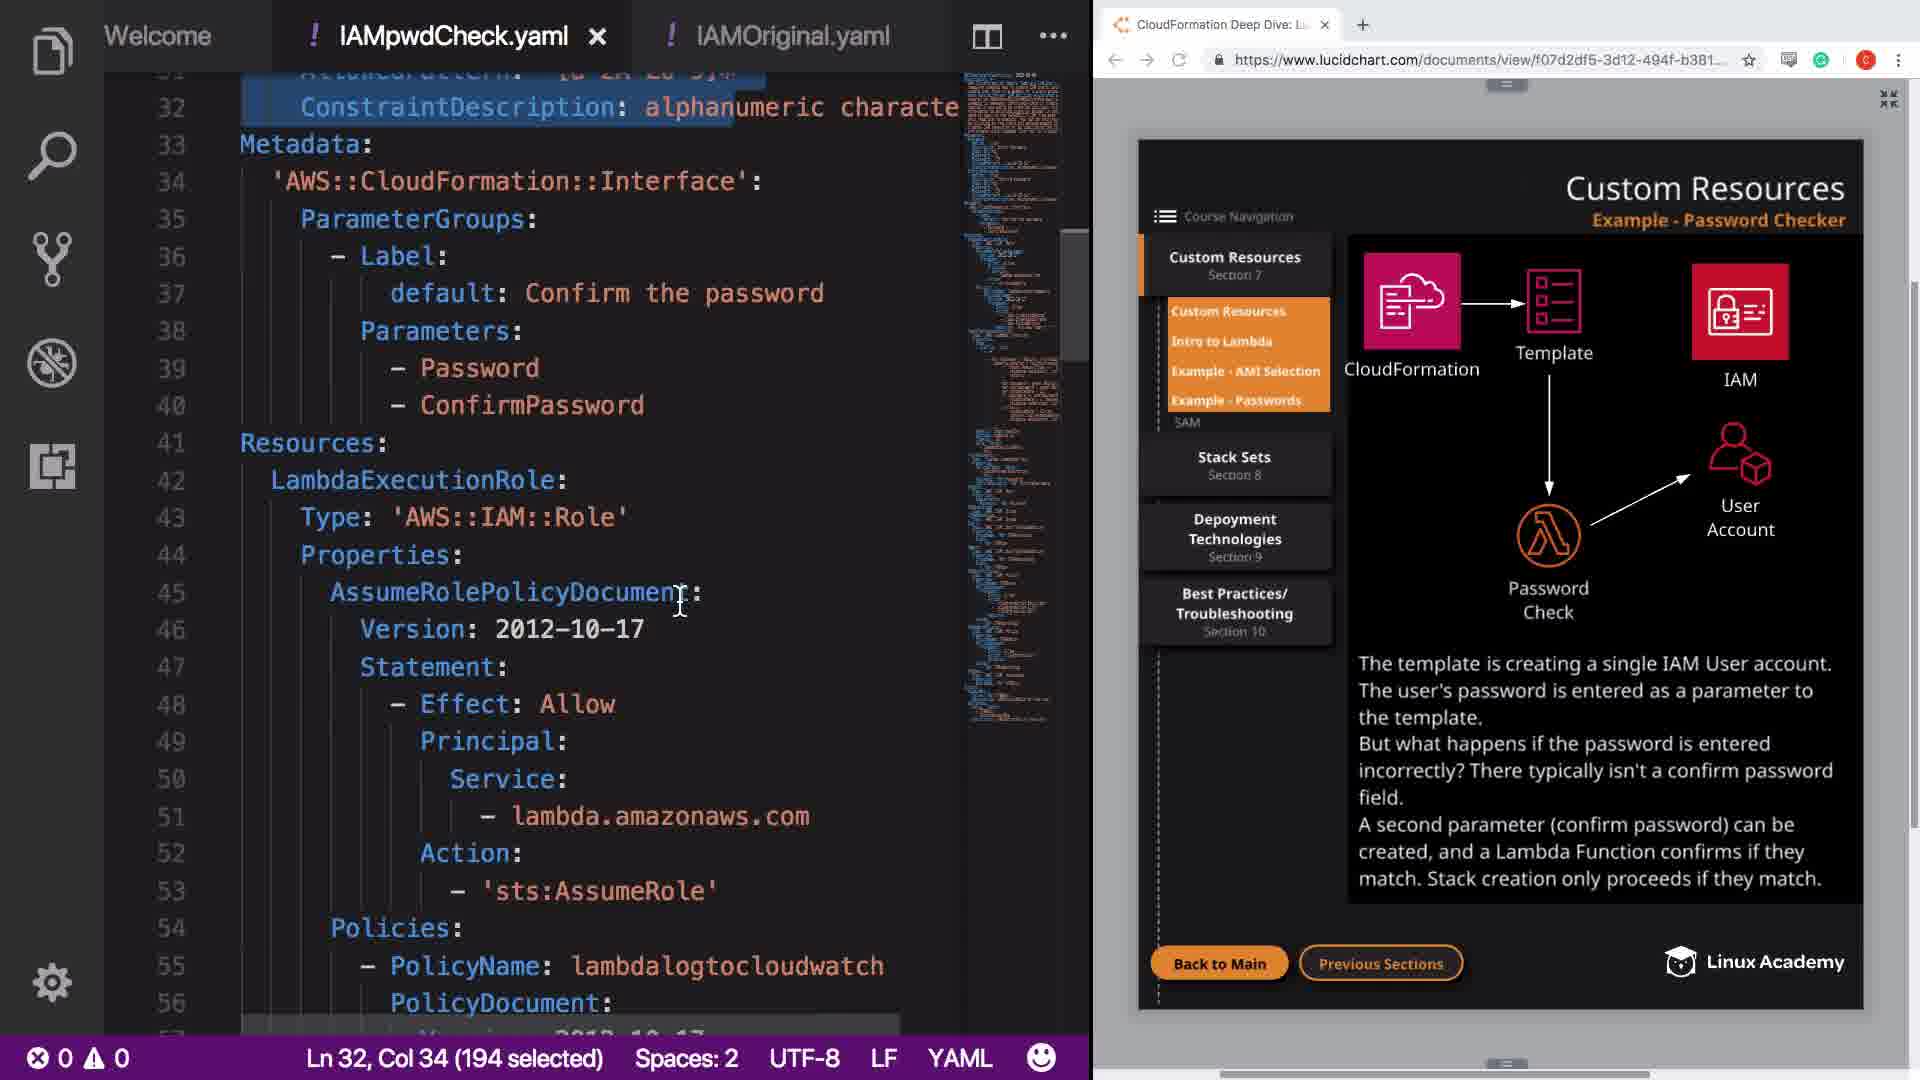 Welcome
! IAMpwdCheck.yaml ×
! IAMOriginal.yaml
32 ConstraintDescription: alphanumeric characte
33 Metadata:
34 'AWS::CloudFormation::Interface':
35 ParameterGroups:
36 - Label:
37 default: Confirm the password
38 Parameters:
39 - Password
40 - ConfirmPassword
41 Resources:
42 LambdaExecutionRole:
43 Type: 'AWS::IAM::Role'
44 Properties:
45 AssumeRolePolicyDocument:
46 Version: 2012-10-17
47 Statement:
48 - Effect: Allow
49 Principal:
50 Service:
51 - lambda.amazonaws.com
52 Action:
53 - 'sts:AssumeRole'
54 Policies:
55 - PolicyName: lambdalogtocloudwatch
56 PolicyDocument:
0 0
Ln 32, Col 34 (194 selected)
Spaces: 2
UTF-8
LF
YAML
CloudFormation Deep Dive: Lu
https://www.lucidchart.com/documents/view/f07d2df5-3d12-494f-b381...
C
Custom Resources
Example - Password Checker
Course Navigation
Custom Resources
Section 7
Custom Resources
Intro to Lambda
Example - AMI Selection
Example - Passwords
SAM
Stack Sets
Section 8
Depoyment
Technologies
Section 9
Best Practices/
Troubleshooting
Section 10
CloudFormation
Template
IAM
User
Account
Password
Check
The template is creating a single IAM User account.
The user's password is entered as a parameter to
the template.
But what happens if the password is entered
incorrectly? There typically isn't a confirm password
field.
A second parameter (confirm password) can be
created, and a Lambda Function confirms if they
match. Stack creation only proceeds if they match.
Back to Main
Previous Sections
Linux Academy